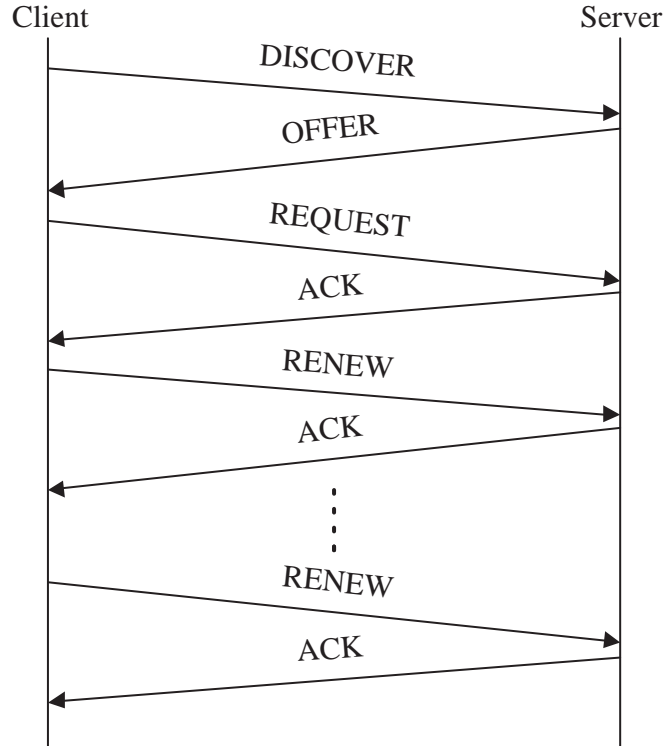 Client Server
DISCOVER
OFFER
REQUEST
ACK
RENEW
ACK
RENEW
ACK